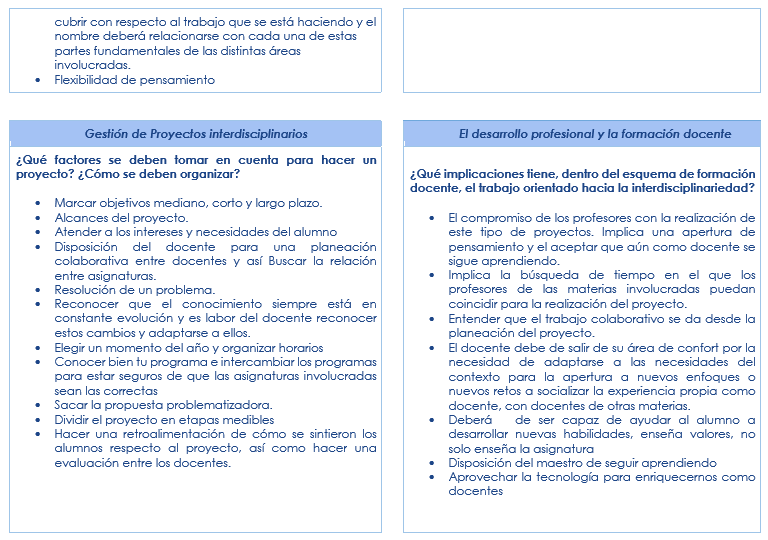 cubrir con respecto al trabajo que se está haciendo y el
nombre deberá relacionarse con cada una de estas
partes fundamentales de las distintas áreas
involucradas.
• Flexibilidad de pensamiento
Gestión de Proyectos interdisciplinarios
¿Qué factores se deben tomar en cuenta para hacer un
proyecto? ¿Cómo se deben organizar?
• Marcar objetivos mediano, corto y largo plazo.
• Alcances del proyecto.
• Atender a los intereses y necesidades del alumno
• Disposición del docente para una planeación
colaborativa entre docentes y así Buscar la relación
entre asignaturas.
• Resolución de un problema.
• Reconocer que el conocimiento siempre está en
constante evolución y es labor del docente reconocer
estos cambios y adaptarse a ellos.
• Elegir un momento del año y organizar horarios
• Conocer bien tu programa e intercambiar los programas
para estar seguros de que las asignaturas involucradas
sean las correctas
• Sacar la propuesta problematizadora.
• Dividir el proyecto en etapas medibles
• Hacer una retroalimentación de cómo se sintieron los
alumnos respecto al proyecto, así como hacer una
evaluación entre los docentes.
El desarrollo profesional y la formación docente
¿Qué implicaciones tiene, dentro del esquema de formación
docente, el trabajo orientado hacia la interdisciplinariedad?
• El compromiso de los profesores con la realización de
este tipo de proyectos. Implica una apertura de
pensamiento y el aceptar que aún como docente se
sigue aprendiendo.
• Implica la búsqueda de tiempo en el que los
profesores de las materias involucradas puedan
coincidir para la realización del proyecto.
• Entender que el trabajo colaborativo se da desde la
planeación del proyecto.
• El docente debe de salir de su área de confort por la
necesidad de adaptarse a las necesidades del
contexto para la apertura a nuevos enfoques o
nuevos retos a socializar la experiencia propia como
docente, con docentes de otras materias.
• Deberá de ser capaz de ayudar al alumno a
desarrollar nuevas habilidades, enseña valores, no
solo enseña la asignatura
• Disposición del maestro de seguir aprendiendo
• Aprovechar la tecnología para enriquecernos como
docentes